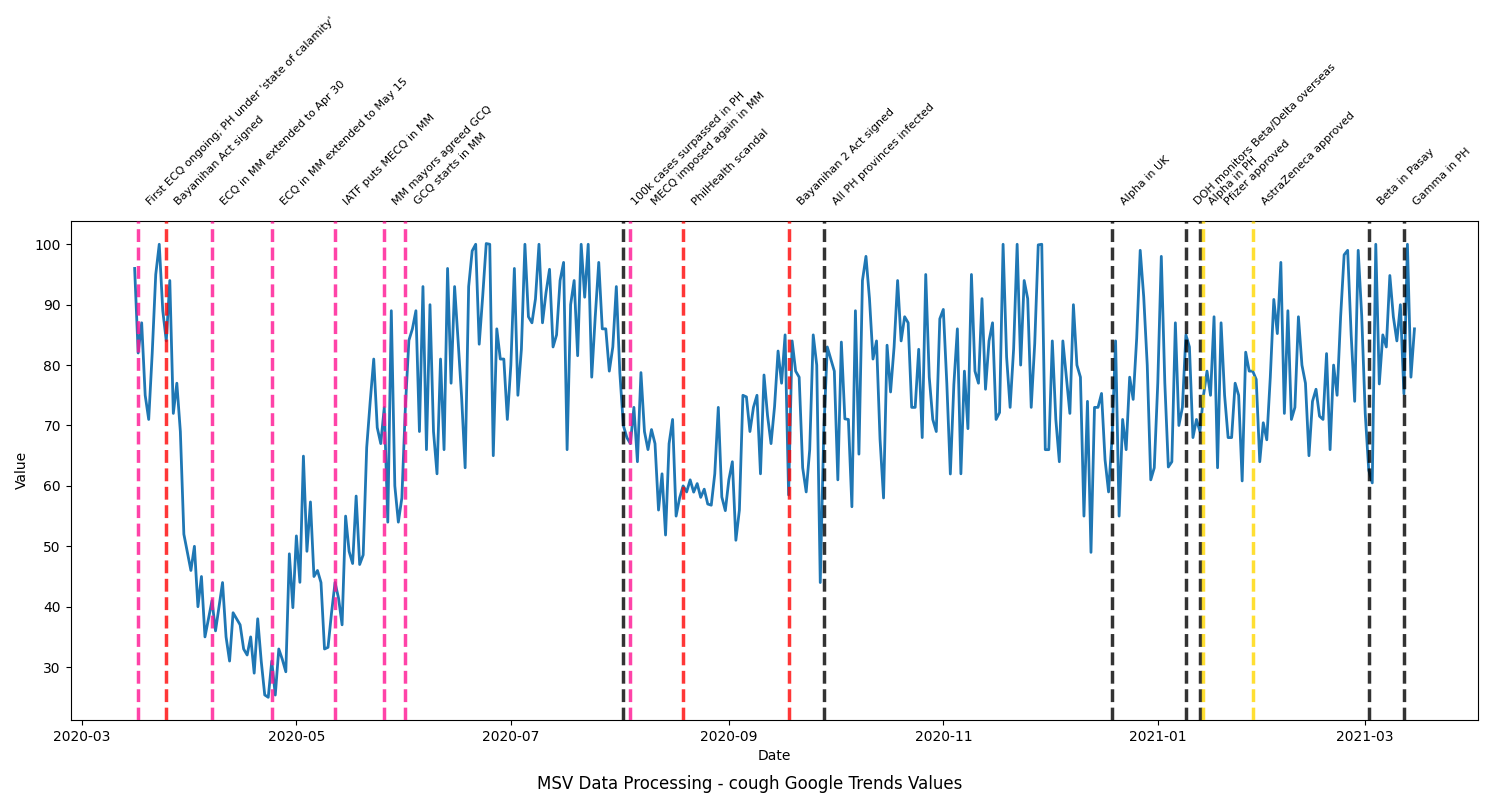 First ECQ ongoing; PH under 'state of calamity'
Bayanihan Act signed
ECQ in MM extended to Apr 30
ECQ in MM extended to May 15
IATF puts MECQ in MM
MM mayors agreed GCQ
GCQ starts in MM
100k cases surpassed in PH
MECQ imposed again in MM
PhilHealth scandal
Bayanihan 2 Act signed
All PH provinces infected
Alpha in UK
DOH monitors Beta/Delta overseas
Alpha in PH
Pfizer approved
AstraZeneca approved
Beta in Pasay
Gamma in PH
100
90
80
70
60
50
40
30
Value
2020-03
2020-05
2020-07
2020-09
2020-11
2021-01
2021-03
Date
MSV Data Processing - cough Google Trends Values